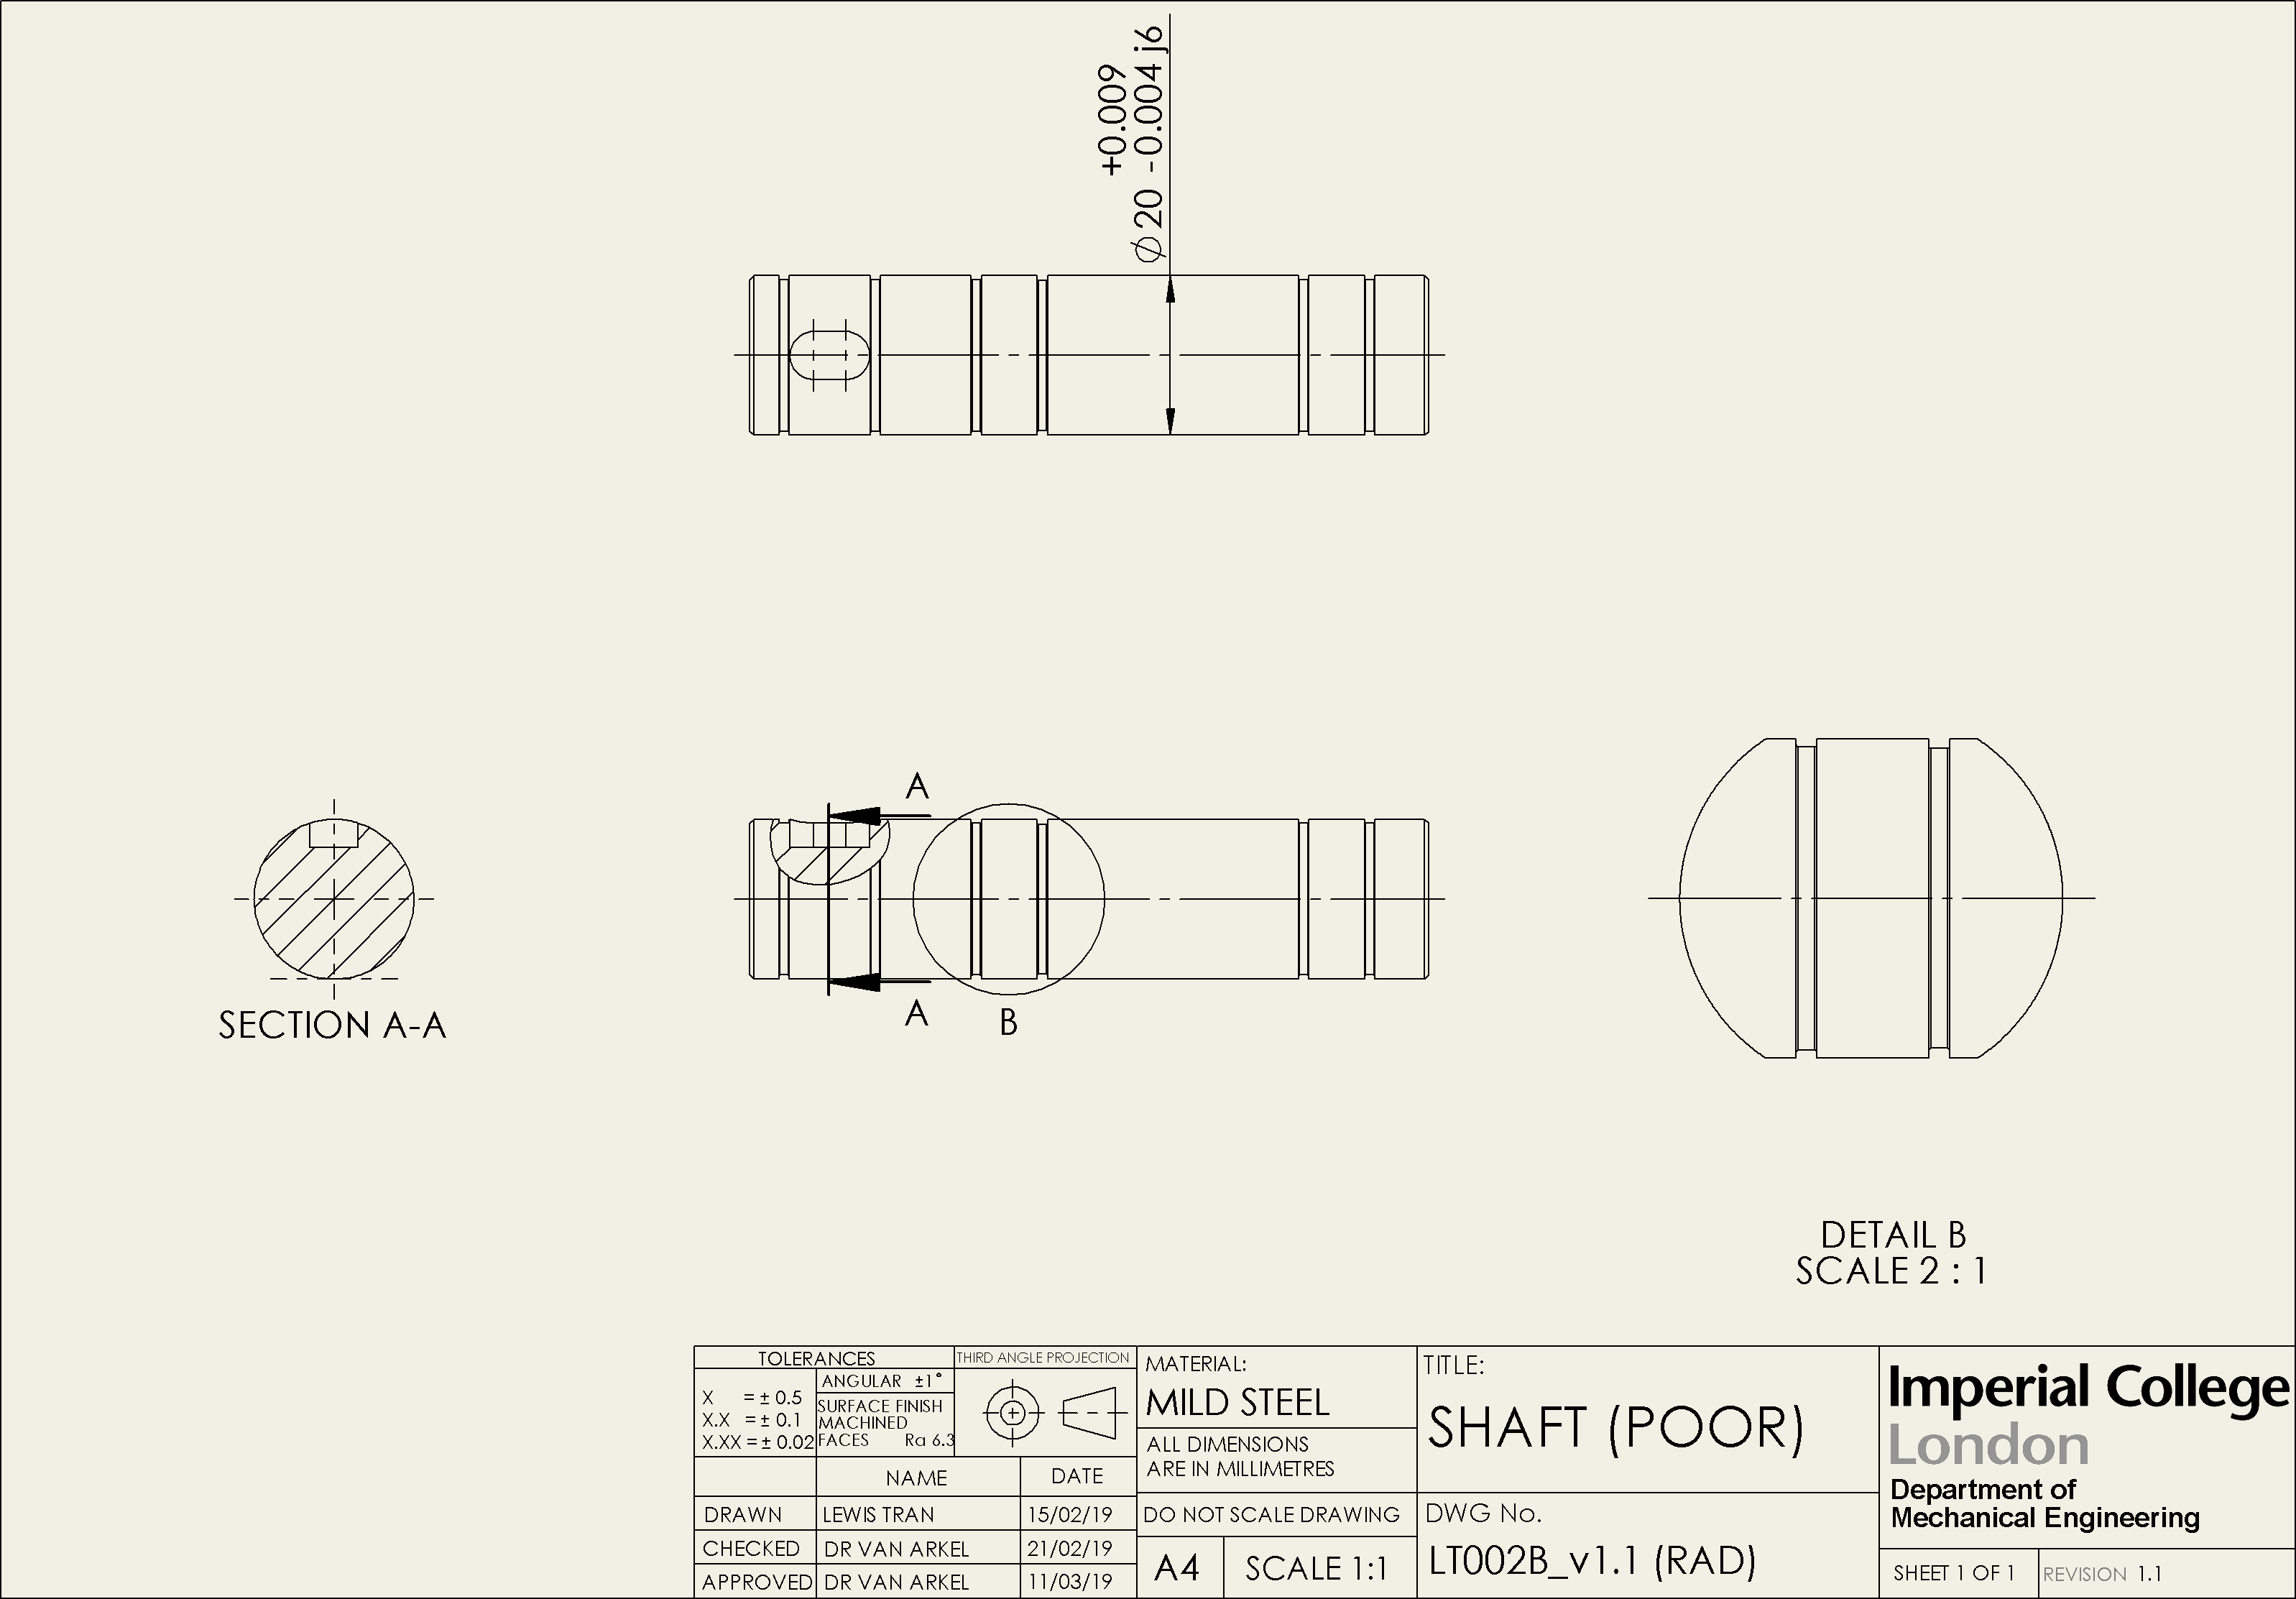 +0.009
Ø20 -0.004 j6
A
A
B
SECTION A-A
DETAIL B
SCALE 2 : 1
TOLERANCES
X = ± 0.5
X.X = ± 0.1
X.XX = ± 0.02
ANGULAR ±1°
SURFACE FINISH
MACHINED
FACES Ra 6.3
THIRD ANGLE PROJECTION
NAME DATE
DRAWN LEWIS TRAN 15/02/19
CHECKED DR VAN ARKEL 21/02/19
APPROVED DR VAN ARKEL 11/03/19
MATERIAL:
MILD STEEL
ALL DIMENSIONS
ARE IN MILLIMETRES
DO NOT SCALE DRAWING
A4 SCALE 1:1
TITLE:
SHAFT (POOR)
DWG No.
LT002B_v1.1 (RAD)
Imperial College
London
Department of
Mechanical Engineering
SHEET 1 OF 1 REVISION 1.1